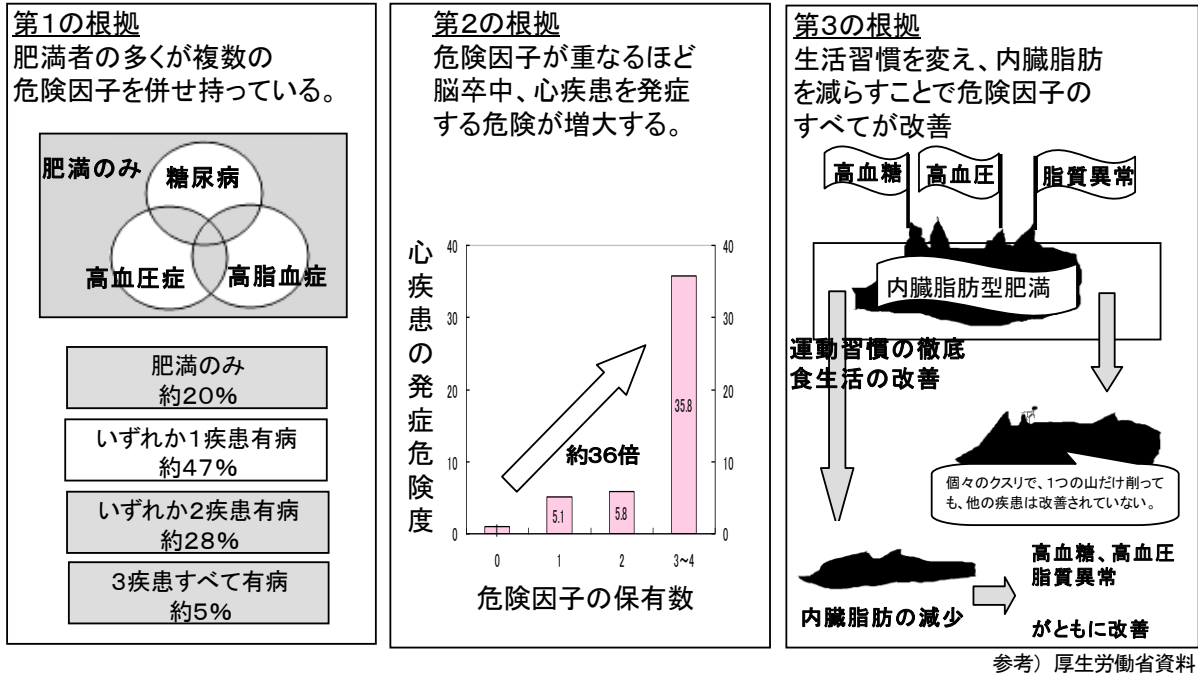 第1の根拠
肥満者の多くが複数の
危険因子を併せ持っている。
肥満のみ
糖尿病
高血圧症
高脂血症
肥満のみ
約20%
いずれか1疾患有病
約47%
いずれか2疾患有病
約28%
3疾患すべて有病
約5%
第2の根拠
危険因子が重なるほど
脳卒中、心疾患を発症
する危険が増大する。
心疾患の発症危険度
40
30
20
10
0
40
30
20
10
0
5.1
5.8
35.8
約36倍
0
1
2
3~4
危険因子の保有数
第3の根拠
生活習慣を変え、内臓脂肪
を減らすことで危険因子の
すべてが改善
高血糖
高血圧
脂質異常
内臓脂肪型肥満
運動習慣の徹底
食生活の改善
個々のクスリで、1つの山だけ削って
も、他の疾患は改善されていない。
内臓脂肪の減少
高血糖、高血圧
脂質異常
がともに改善
参考）厚生労働省資料